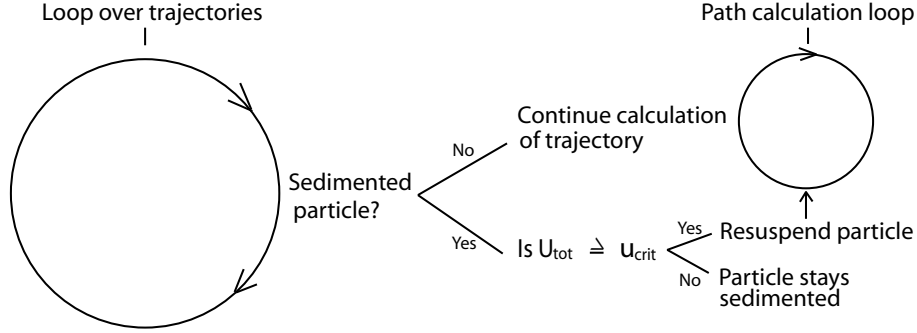 Loop over trajectories
Path calculation loop
Continue calculation
of trajectory
No
Sedimented
particle?
Yes
Is Utot ≙ ucrit
Yes
Resuspend particle
No
Particle stays
sedimented